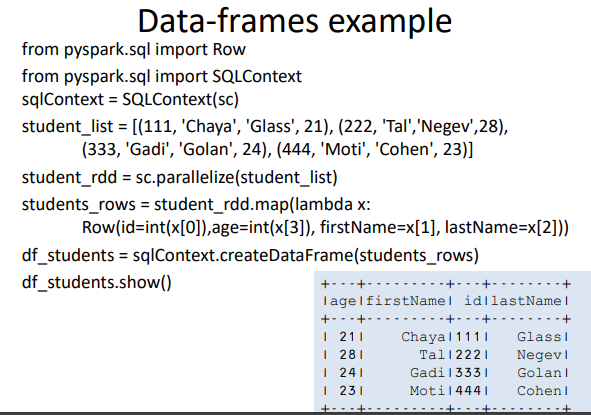 Data-frames example
from pyspark.sql import Row
from pyspark.sql import SQLContext
sqlContext = SQLContext(sc)
student_list = [(111, 'Chaya', 'Glass', 21), (222, 'Tal','Negev',28),
(333, 'Gadi', 'Golan', 24), (444, 'Moti', 'Cohen', 23)]
student_rdd = sc.parallelize(student_list)
students_rows = student_rdd.map(lambda x:
Row(id=int(x[0]),age=int(x[3]), firstName=x[1], lastName=x[2]))
df_students = sqlContext.createDataFrame(students_rows)
df_students.show()
+---+---------+---+--------+
|age|firstName| id|lastName|
+---+---------+---+--------+
| 21|    Chaya|111|   Glass|
| 28|      Tal|222|   Negev|
| 24|     Gadi|333|   Golan|
| 23|     Moti|444|   Cohen|
+---+---------+---+--------+